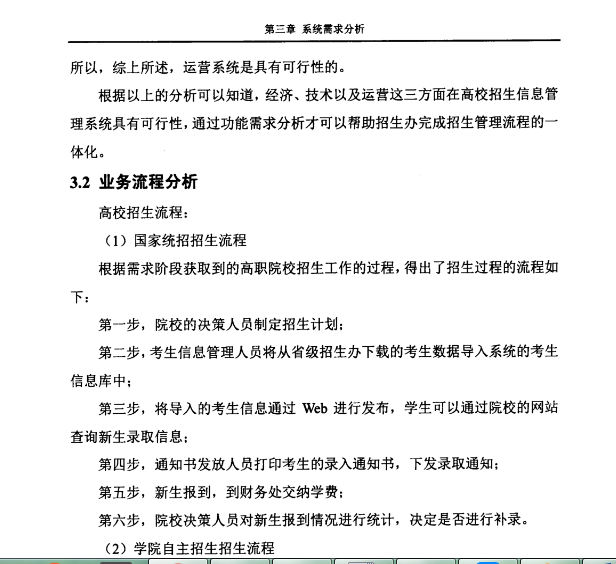 第三章 系统需求分析
所以，综上所述，运营系统是具有可行性的。
根据以上的分析可以知道，经济、技术以及运营这三方面在高校招生信息管
理系统具有可行性，通过功能需求分析才可以帮助招生办完成招生管理流程的一
体化。
3.2 业务流程分析
高校招生流程：
（1）国家统招招生流程
根据需求阶段获取到的高职院校招生工作的过程，得出了招生过程的流程如
下：
第一步，院校的决策人员制定招生计划；
第二步，考生信息管理人员将从省级招生办下载的考生数据导入系统的考生
信息库中；
第三步，将导入的考生信息通过 Web 进行发布，学生可以通过院校的网站
查询新生录取信息；
第四步，通知书发放人员打印考生的录入通知书，下发录取通知；
第五步，新生报到，到财务处交纳学费；
第六步，院校决策人员对新生报到情况进行统计，决定是否进行补录。
（2）学院自主招生招生流程